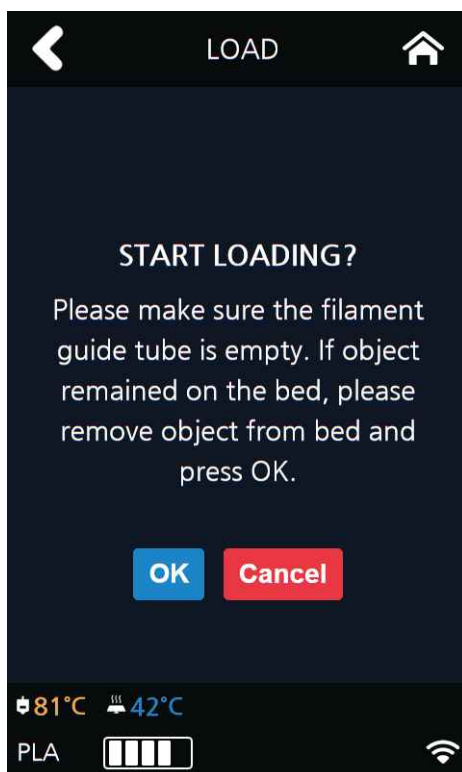 LOAD
START LOADING?
Please make sure the filament
guide tube is empty. If object
remained on the bed, please
remove object from bed and
press OK.
OK Cancel
81°C 42°C
PLA